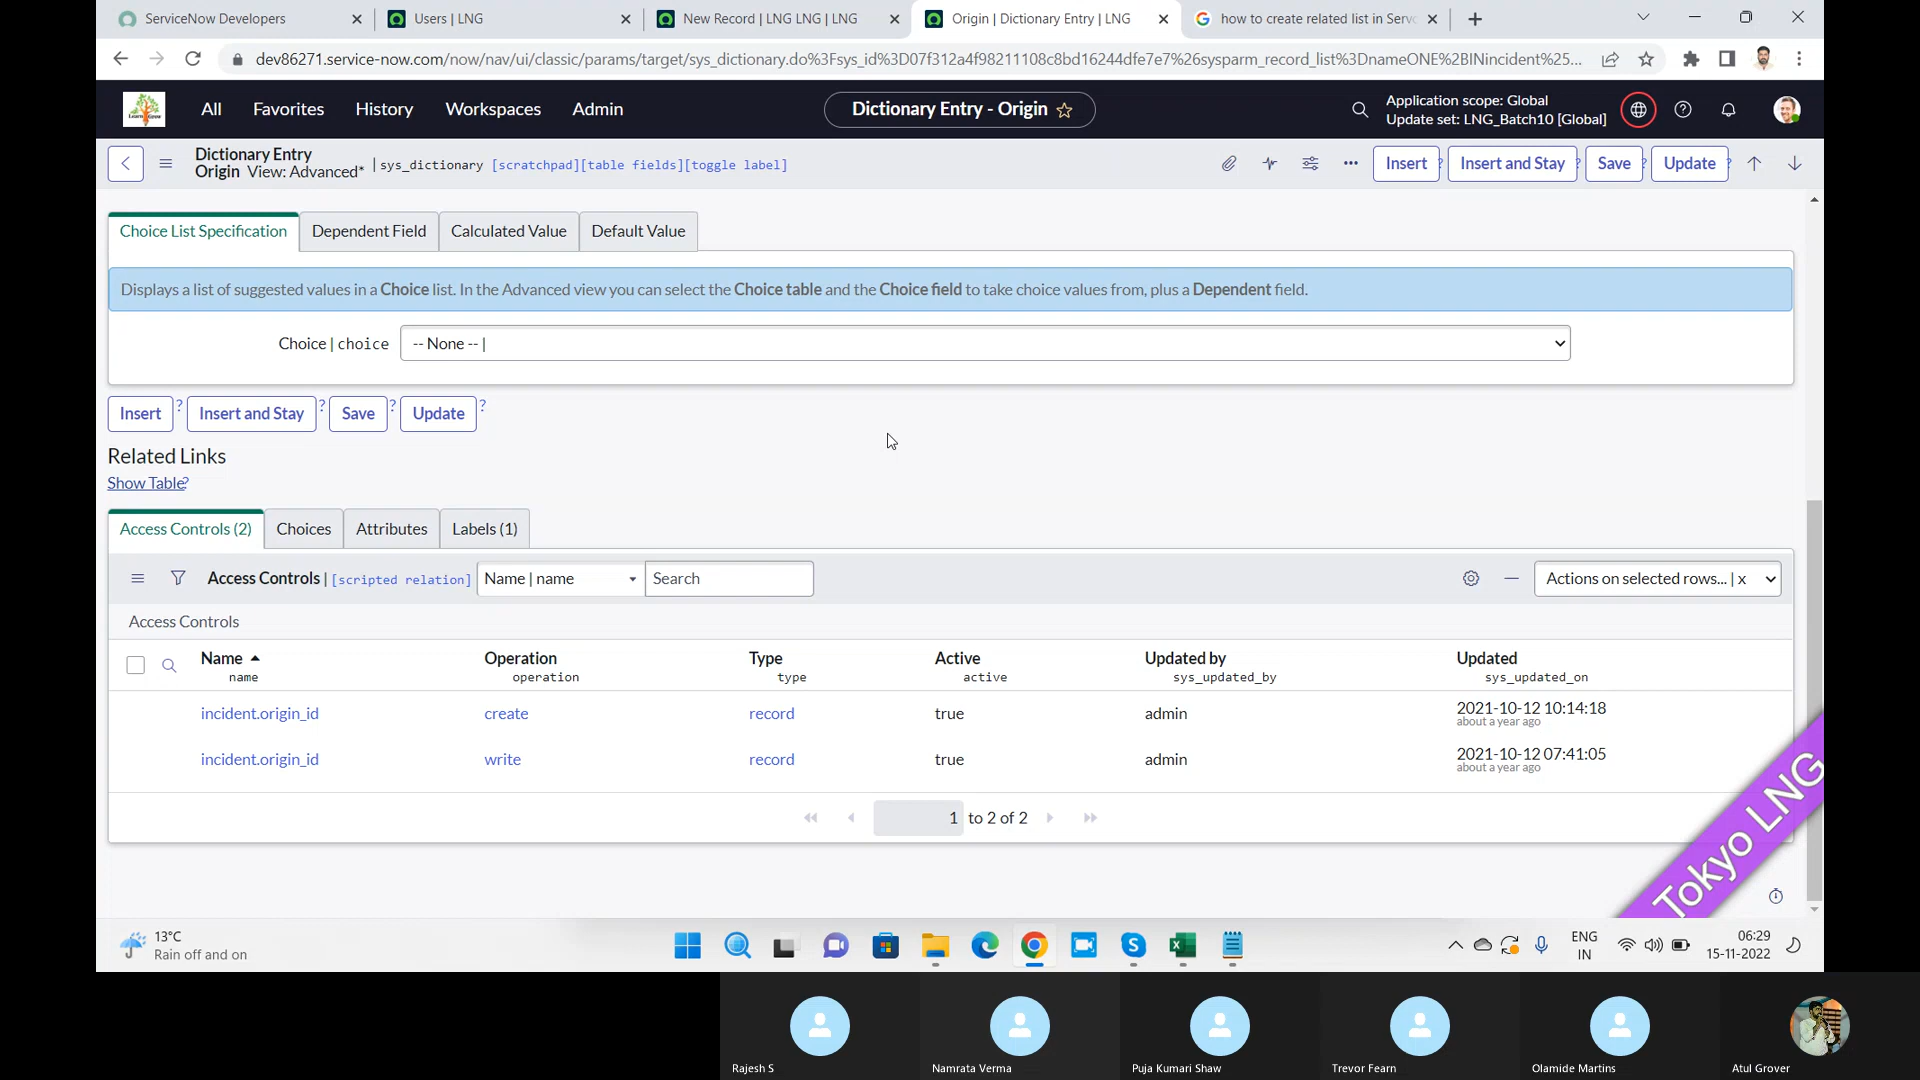 ServiceNow Developers
Users | LNG
New Record | LNG LNG | LNG
Origin | Dictionary Entry | LNG
how to create related list in Serv
dev86271.service-now.com/now/nav/ui/classic/params/target/sys_dictionary.do%3Fsys_id%3D07f312a4f98211108c8bd16244dfe7e7%26sysparm_record_list%3DnameONE%2BINincident%25...
All
Favorites
History
Workspaces
Admin
Dictionary Entry - Origin
Application scope: Global
Update set: LNG_Batch10 [Global]
Dictionary Entry
Origin View: Advanced* | sys_dictionary [scratchpad][table fields][toggle label]
Insert ?
Insert and Stay ?
Save ?
Update ?
Choice List Specification
Dependent Field
Calculated Value
Default Value
Displays a list of suggested values in a Choice list. In the Advanced view you can select the Choice table and the Choice field to take choice values from, plus a Dependent field.
Choice | choice
-- None -- |
Insert ?
Insert and Stay ?
Save ?
Update ?
Related Links
Show Table?
Access Controls (2)
Choices
Attributes
Labels (1)
Access Controls | [scripted relation]
Name | name
Search
Actions on selected rows... | x
Access Controls
Name Operation Type Active Updated by Updated
name operation type active sys_updated_by sys_updated_on
incident.origin_id create record true admin 2021-10-12 10:14:18
about a year ago
incident.origin_id write record true admin 2021-10-12 07:41:05
about a year ago
1 to 2 of 2
Tokyo LNG
13°C
Rain off and on
ENG
IN
06:29
15-11-2022
Rajesh S
Namrata Verma
Puja Kumari Shaw
Trevor Fearn
Olamide Martins
Atul Grover